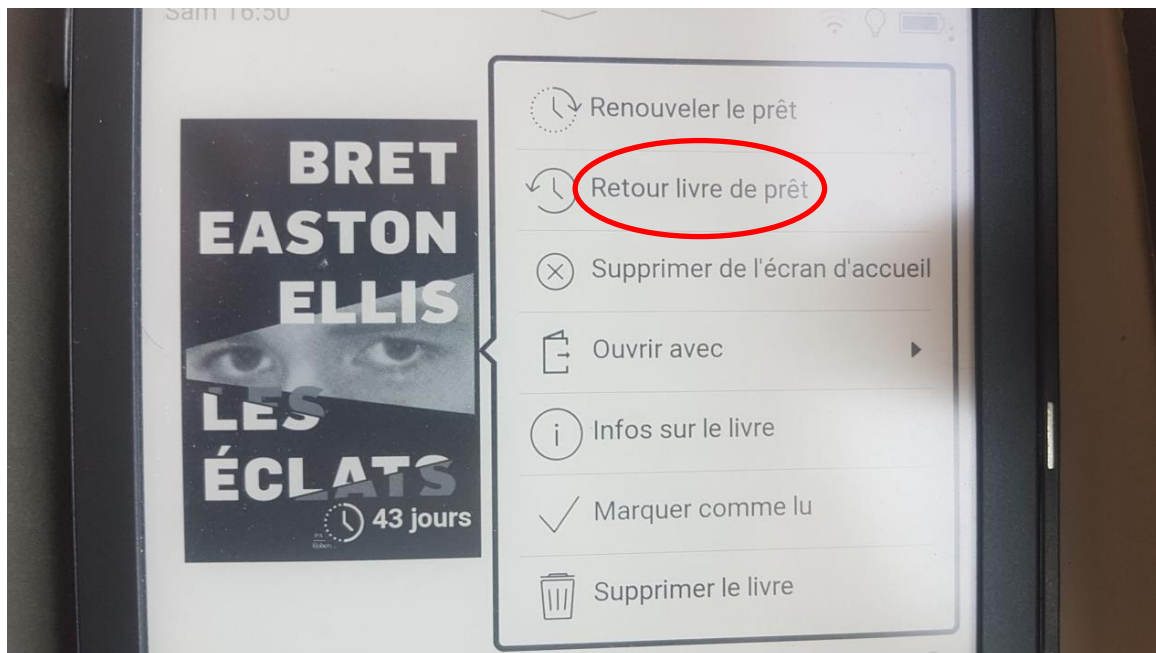 Sam 16:50
BRET
EASTON
ELLIS
LES
ÉCLATS
43 jours
Renouveler le prêt
Retour livre de prêt
Supprimer de l'écran d'accueil
Ouvrir avec
Infos sur le livre
Marquer comme lu
Supprimer le livre